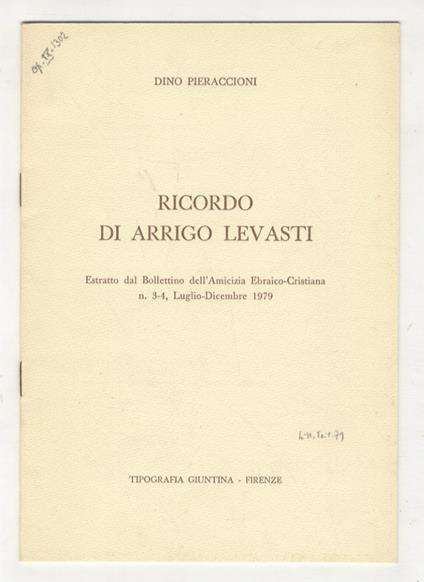 DINO PIERACCIONI
RICORDO
DI ARRIGO LEVASTI
Estratto dal Bollettino dell'Amicizia Ebraico-Cristiana
n. 3-4, Luglio-Dicembre 1979
TIPOGRAFIA GIUNTINA - FIRENZE